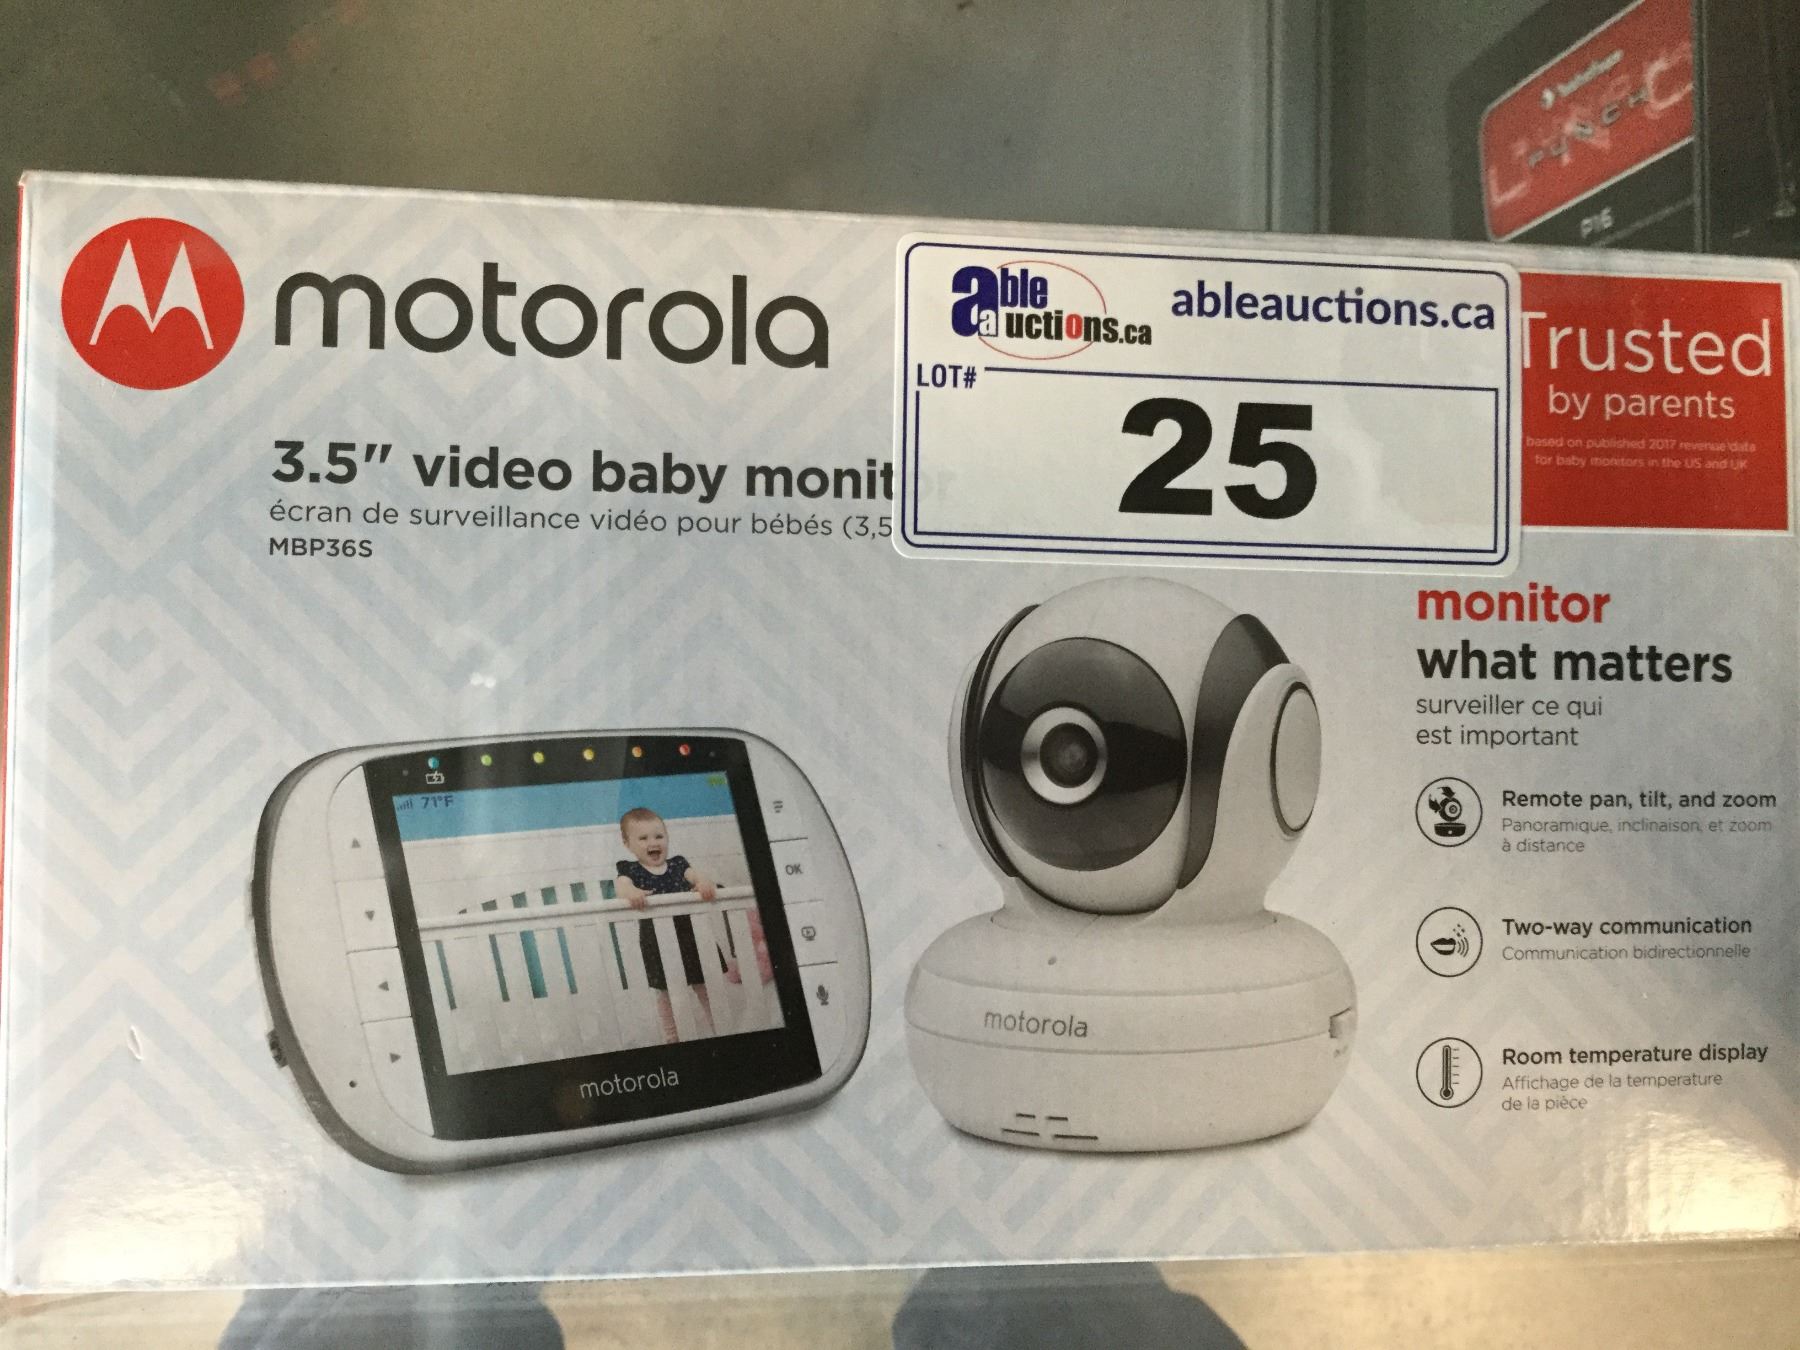 motorola
3.5" video baby monitor
écran de surveillance vidéo pour bébés (3,5
MBP36S
able auctions.ca
ableauctions.ca
LOT#
25
Trusted
by parents
based on published 2017 revenue data
for baby monitors in the US and UK
monitor
what matters
surveiller ce qui
est important
Remote pan, tilt, and zoom
Panoramique, inclinaison, et zoom
à distance
Two-way communication
Communication bidirectionnelle
Room temperature display
Affichage de la temperature
de la pièce
71°F
OK
motorola
motorola
PUNCH